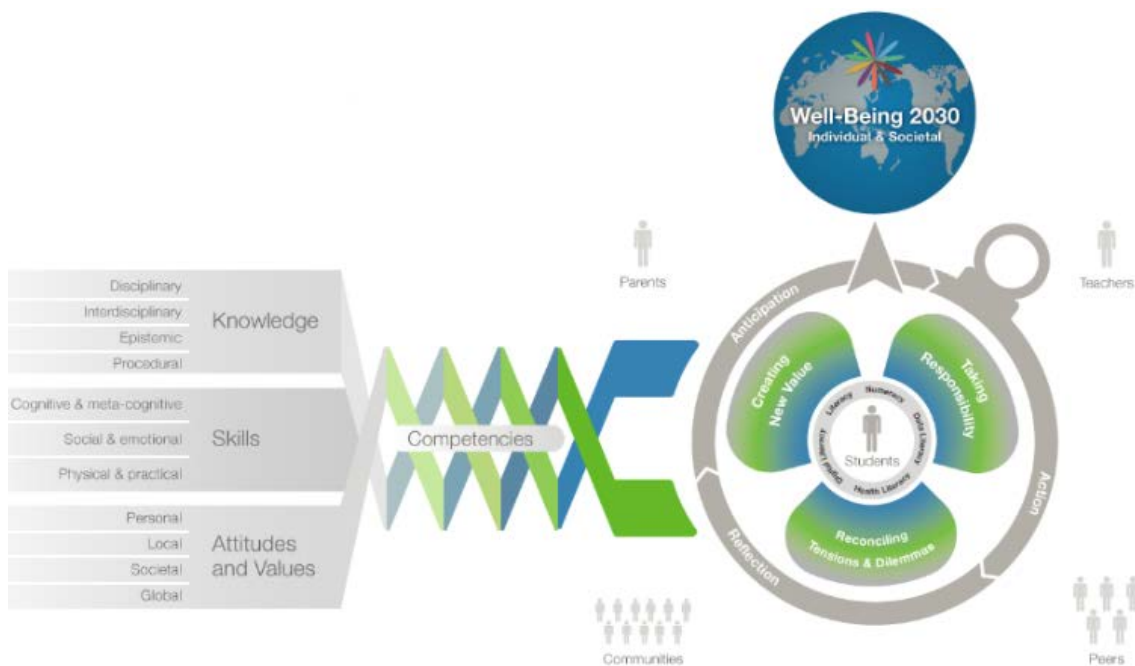 Well-Being 2030
Individual & Societal
Parents
Teachers
Disciplinary
Interdisciplinary
Epistemic
Procedural
Knowledge
Cognitive & meta-cognitive
Social & emotional
Physical & practical
Skills
Personal
Local
Societal
Global
Attitudes
and Values
Competencies
Anticipation
Action
Reflection
Creating
New Value
Taking
Responsibility
Reconciling
Tensions & Dilemmas
Literacy
Numeracy
Data Literacy
Health Literacy
Digital Literacy
Students
Communities
Peers